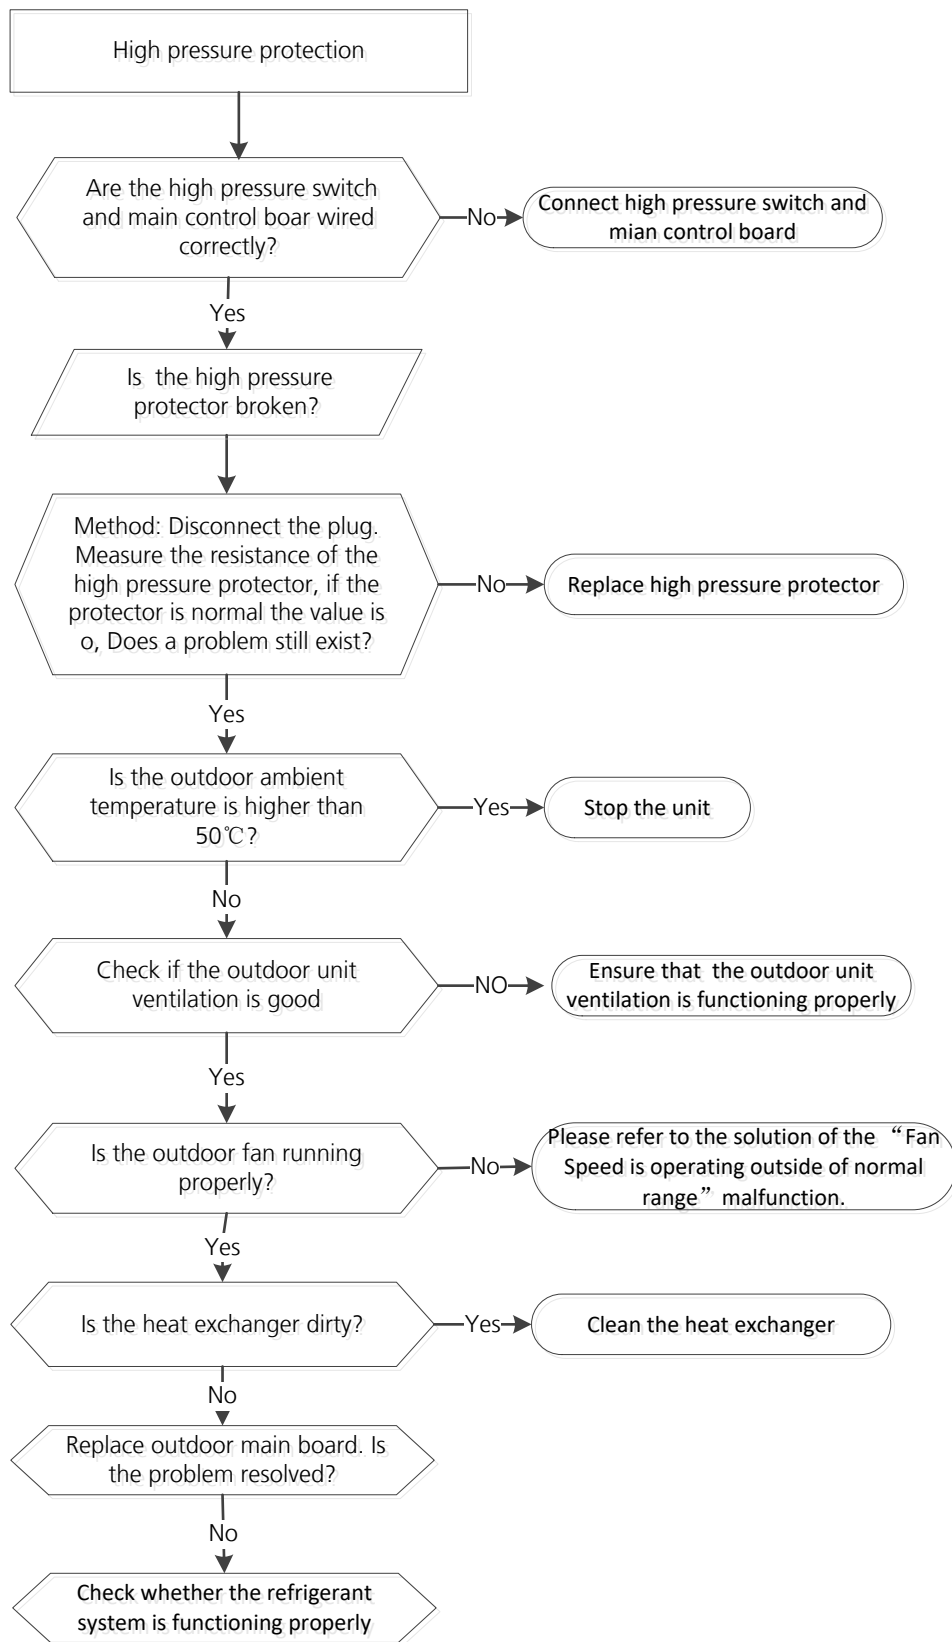 High pressure protection
Are the high pressure switch
and main control boar wired
correctly?
No
Connect high pressure switch and
mian control board
Yes
Is the high pressure
protector broken?
Method: Disconnect the plug.
Measure the resistance of the
high pressure protector, if the
protector is normal the value is
o, Does a problem still exist?
No
Replace high pressure protector
Yes
Is the outdoor ambient
temperature is higher than
50℃?
Yes
Stop the unit
No
Check if the outdoor unit
ventilation is good
NO
Ensure that the outdoor unit
ventilation is functioning properly
Yes
Is the outdoor fan running
properly?
No
Please refer to the solution of the “Fan
Speed is operating outside of normal
range” malfunction.
Yes
Is the heat exchanger dirty?
Yes
Clean the heat exchanger
No
Replace outdoor main board. Is
the problem resolved?
No
Check whether the refrigerant
system is functioning properly